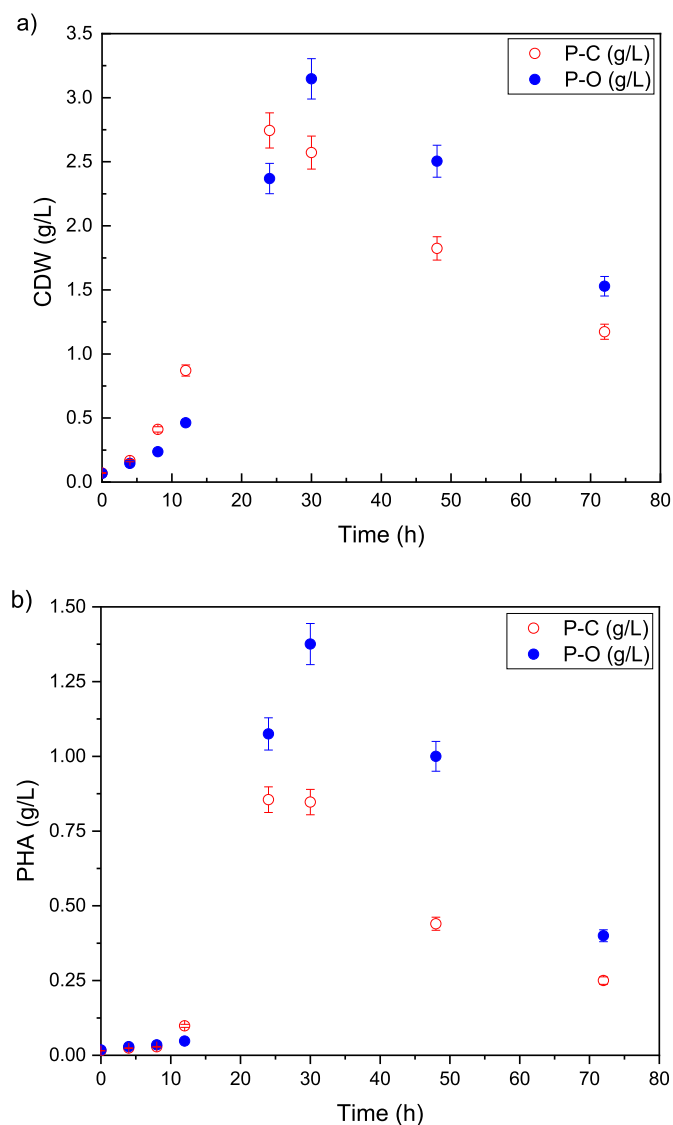 a)
3.5
3.0
2.5
2.0
1.5
1.0
0.5
0.0
CDW (g/L)
P-C (g/L)
P-O (g/L)
0 10 20 30 40 50 60 70 80
Time (h)
b)
1.50
1.25
1.00
0.75
0.50
0.25
0.00
PHA (g/L)
P-C (g/L)
P-O (g/L)
0 10 20 30 40 50 60 70 80
Time (h)